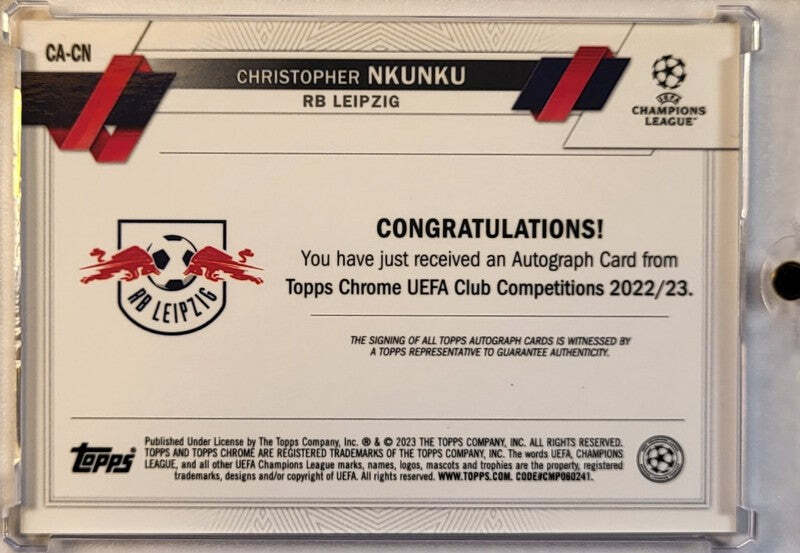 CA-CN
CHRISTOPHER NKUNKU
RB LEIPZIG
UEFA
CHAMPIONS
LEAGUE™
CONGRATULATIONS!
You have just received an Autograph Card from
Topps Chrome UEFA Club Competitions 2022/23.
RB LEIPZIG
THE SIGNING OF ALL TOPPS AUTOGRAPH CARDS IS WITNESSED BY
A TOPPS REPRESENTATIVE TO GUARANTEE AUTHENTICITY.
topps®
Published Under License by The Topps Company, Inc. ® & © 2023 THE TOPPS COMPANY, INC. ALL RIGHTS RESERVED.
TOPPS AND TOPPS CHROME ARE REGISTERED TRADEMARKS OF THE TOPPS COMPANY, INC. The words UEFA, CHAMPIONS
LEAGUE, and all other UEFA Champions League marks, names, logos, mascots and trophies are the property, registered
trademarks, designs and/or copyright of UEFA. All rights reserved. WWW.TOPPS.COM. CODE#CMP060241.